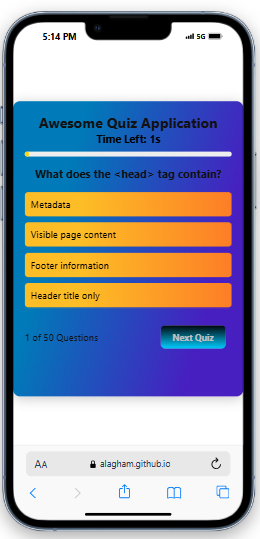 5:14 PM
5G
Awesome Quiz Application
Time Left: 1s
What does the <head> tag contain?
Metadata
Visible page content
Footer information
Header title only
1 of 50 Questions
Next Quiz
AA
alagham.github.io